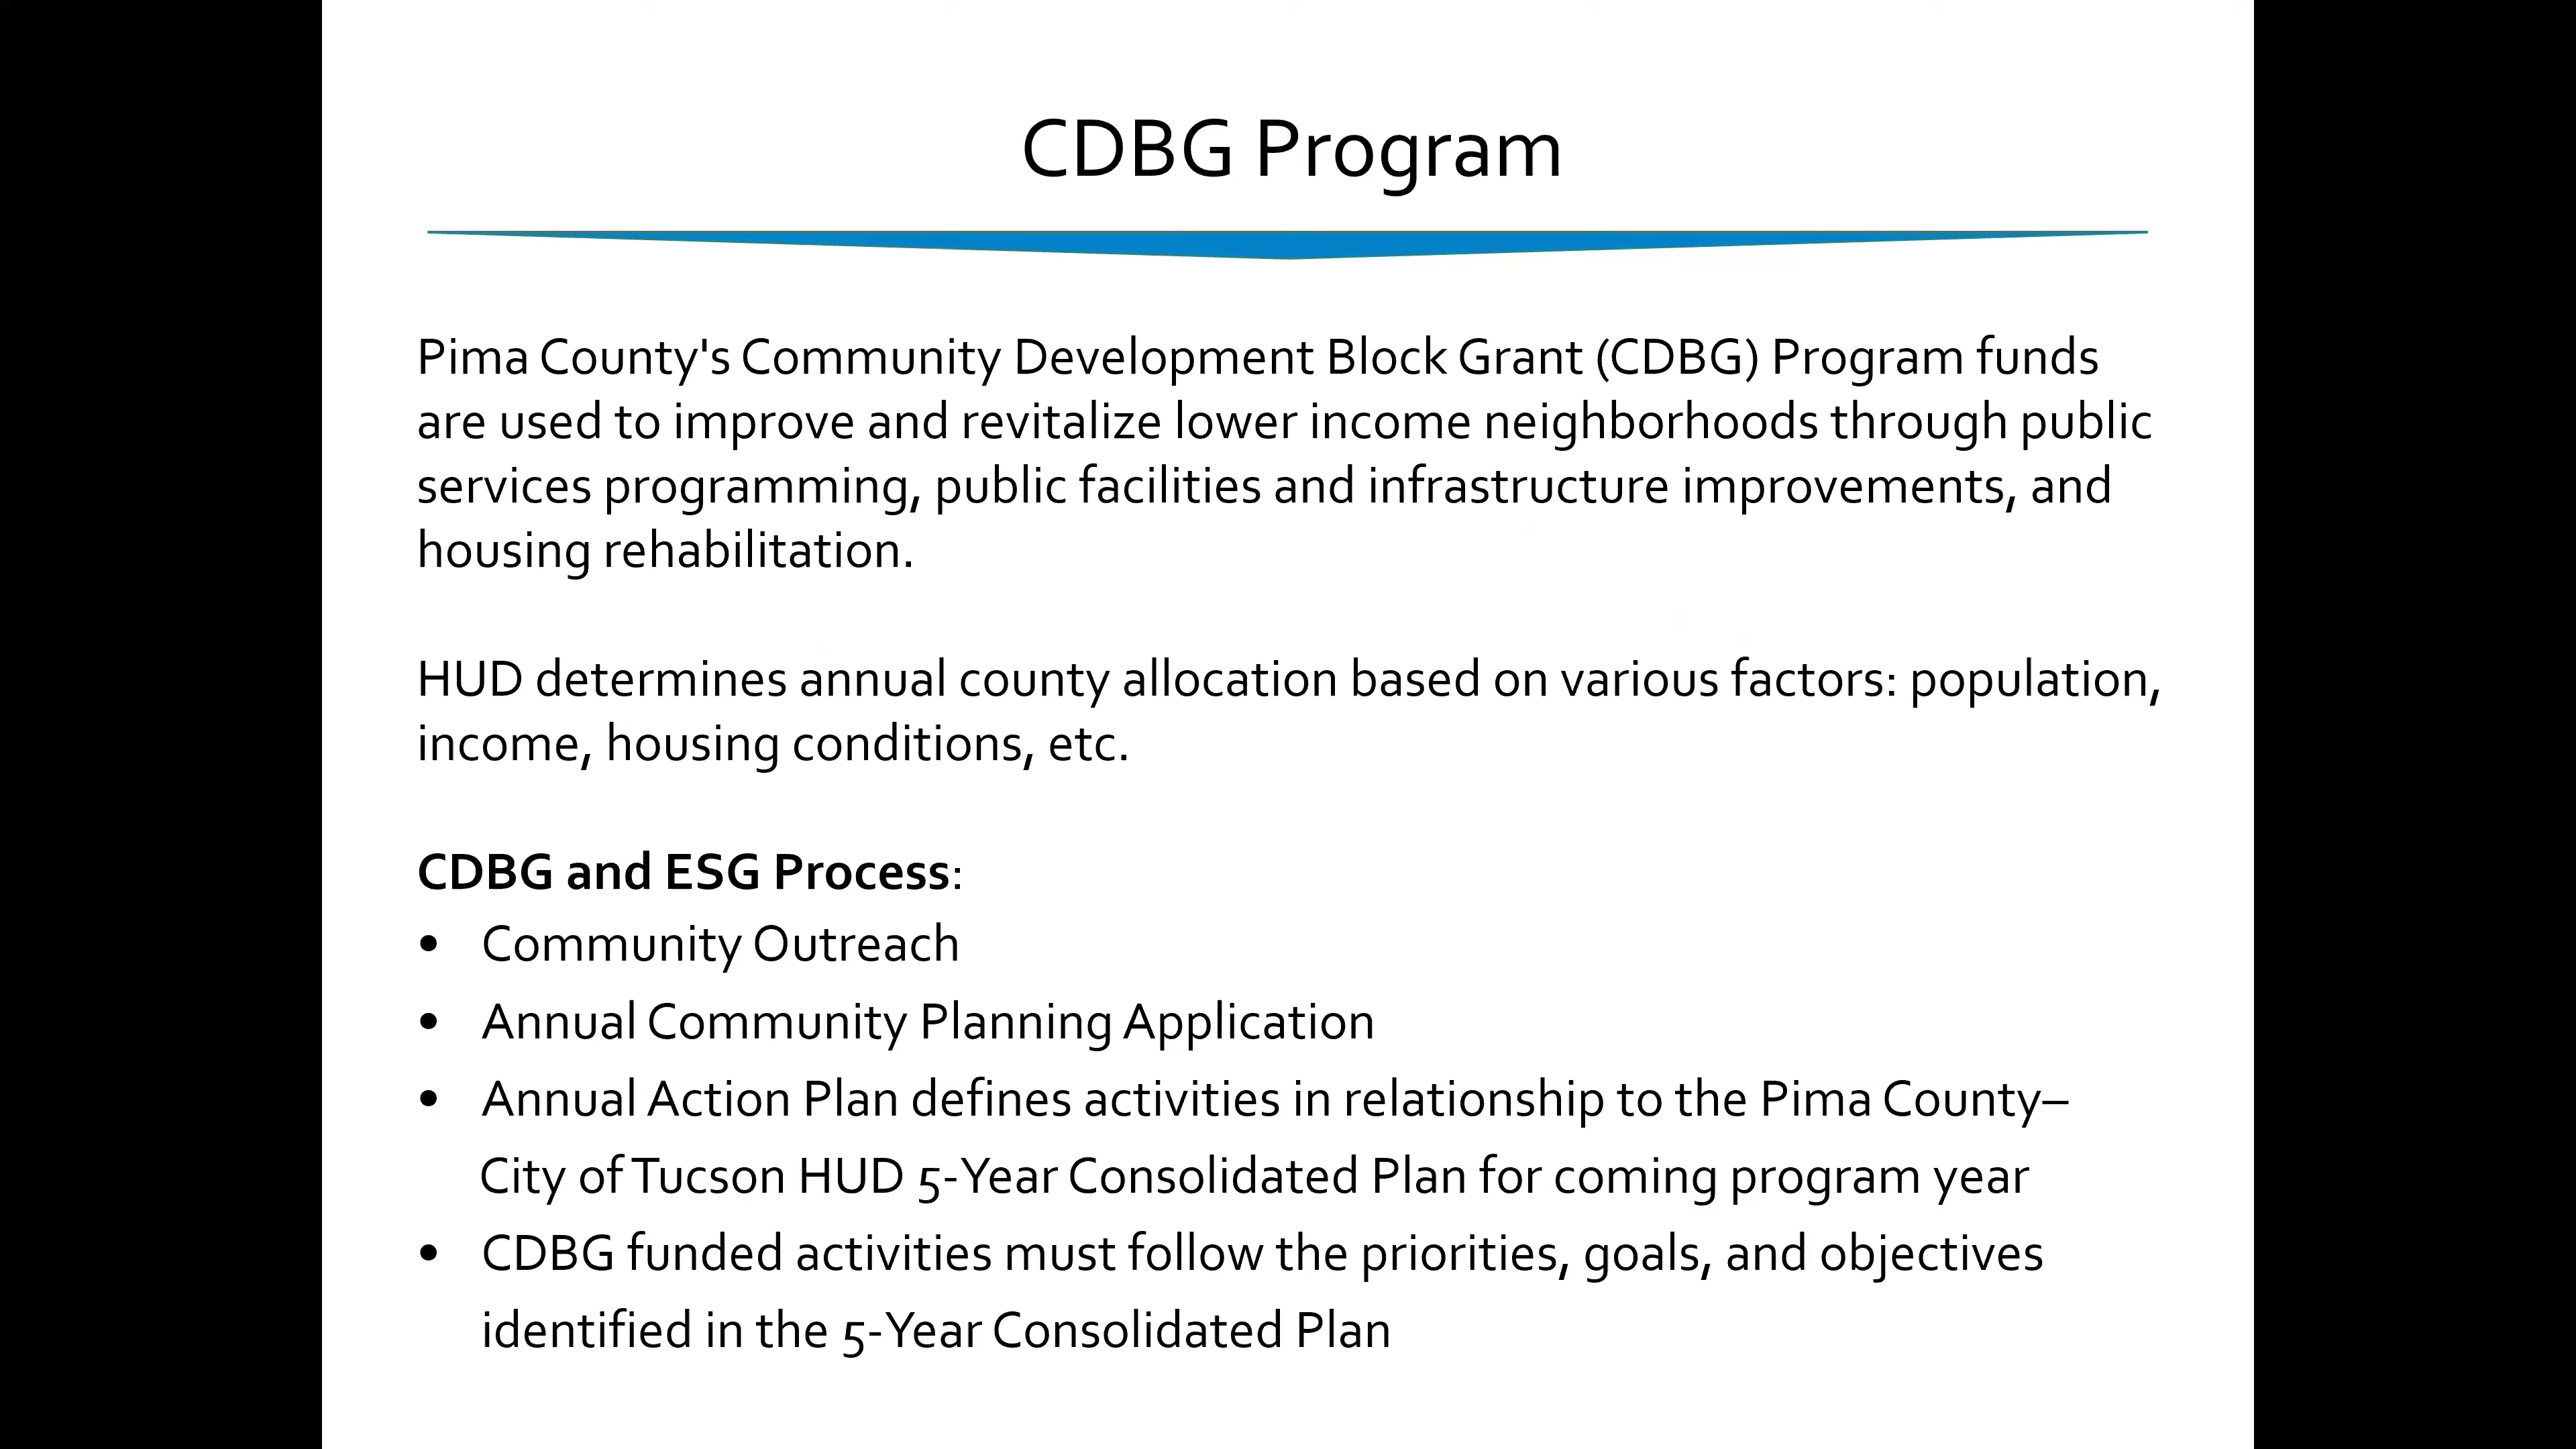 CDBG Program
Pima County's Community Development Block Grant (CDBG) Program funds
are used to improve and revitalize lower income neighborhoods through public
services programming, public facilities and infrastructure improvements, and
housing rehabilitation.
HUD determines annual county allocation based on various factors: population,
income, housing conditions, etc.
CDBG and ESG Process:
• Community Outreach
• Annual Community Planning Application
• Annual Action Plan defines activities in relationship to the Pima County–
City of Tucson HUD 5-Year Consolidated Plan for coming program year
• CDBG funded activities must follow the priorities, goals, and objectives
identified in the 5-Year Consolidated Plan